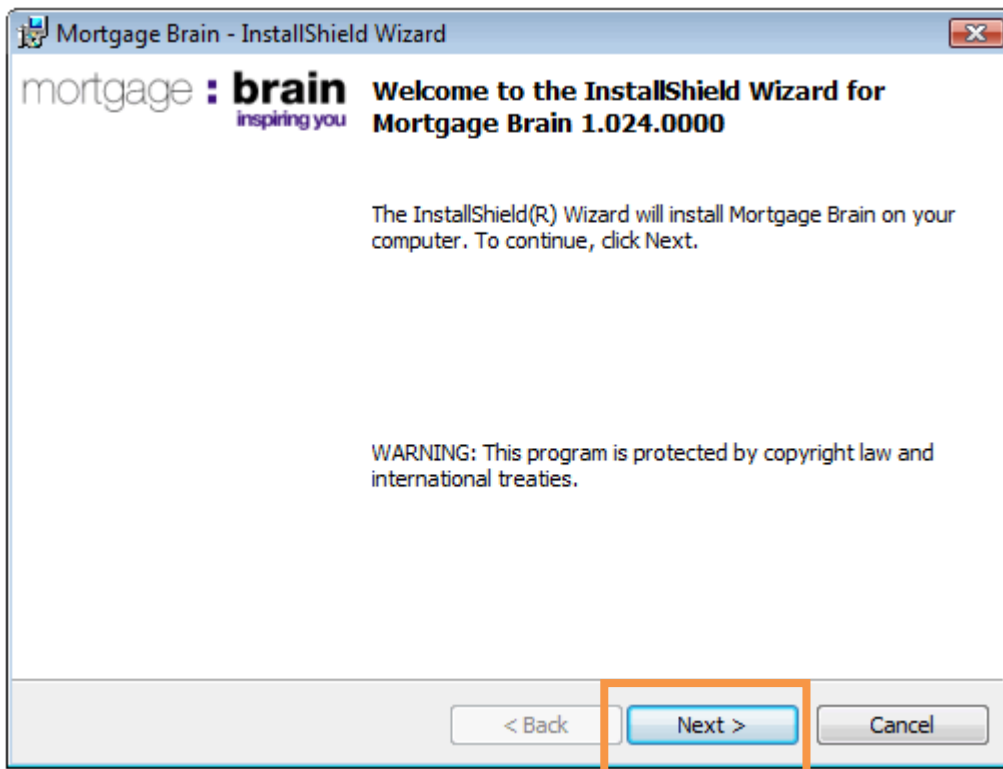 Mortgage Brain - InstallShield Wizard
mortgage : brain
inspiring you
Welcome to the InstallShield Wizard for
Mortgage Brain 1.024.0000
The InstallShield(R) Wizard will install Mortgage Brain on your
computer. To continue, click Next.
WARNING: This program is protected by copyright law and
international treaties.
< Back
Next >
Cancel